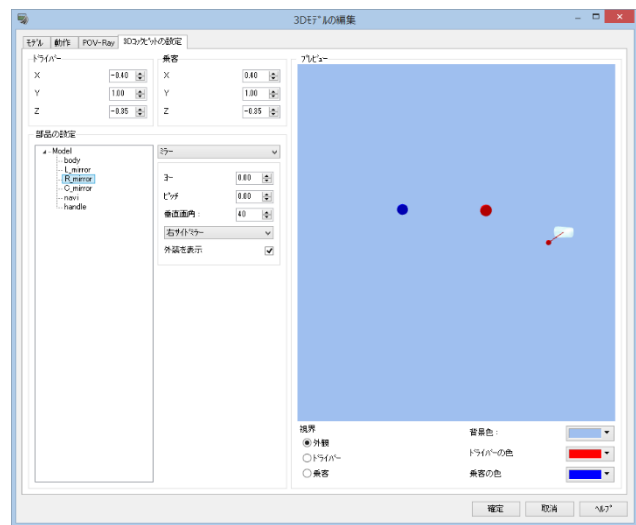 3Dﾓﾃﾞﾙの編集
ﾓﾃﾞﾙ 動作 POV-Ray 3Dｺｯｸﾋﾟｯﾄの設定
ﾄﾞﾗｲﾊﾞｰ 乗客 ﾌﾟﾚﾋﾞｭｰ
X -0.40 X 0.40
Y 1.00 Y 1.00
Z -0.35 Z -0.35
部品の設定
Model
body
L_mirror
R_mirror
C_mirror
navi
handle
ﾐﾗｰ
ﾖｰ 0.00
ﾋﾟｯﾁ 0.00
垂直画角： 40
右ｻｲﾄﾞﾐﾗｰ
外装を表示
視界
外観
ﾄﾞﾗｲﾊﾞｰ
乗客
背景色：
ﾄﾞﾗｲﾊﾞｰの色
乗客の色
確定 取消 ﾍﾙﾌﾟ